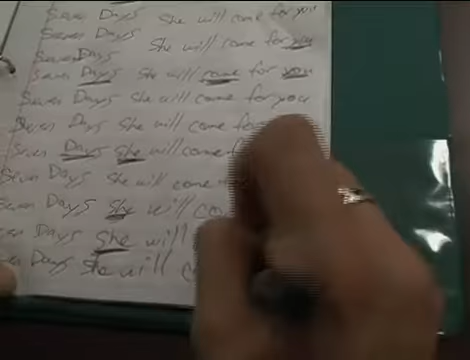 Seven Days She will come for you
Seven Days She will come for you
Seven Days
Seven Days She will come for you
Seven Days She will come for you
Seven Days She will come for
Seven Days She will come f
Seven Days She will come
Seven Days She will co
Seven Days She will
Seven Days She will c